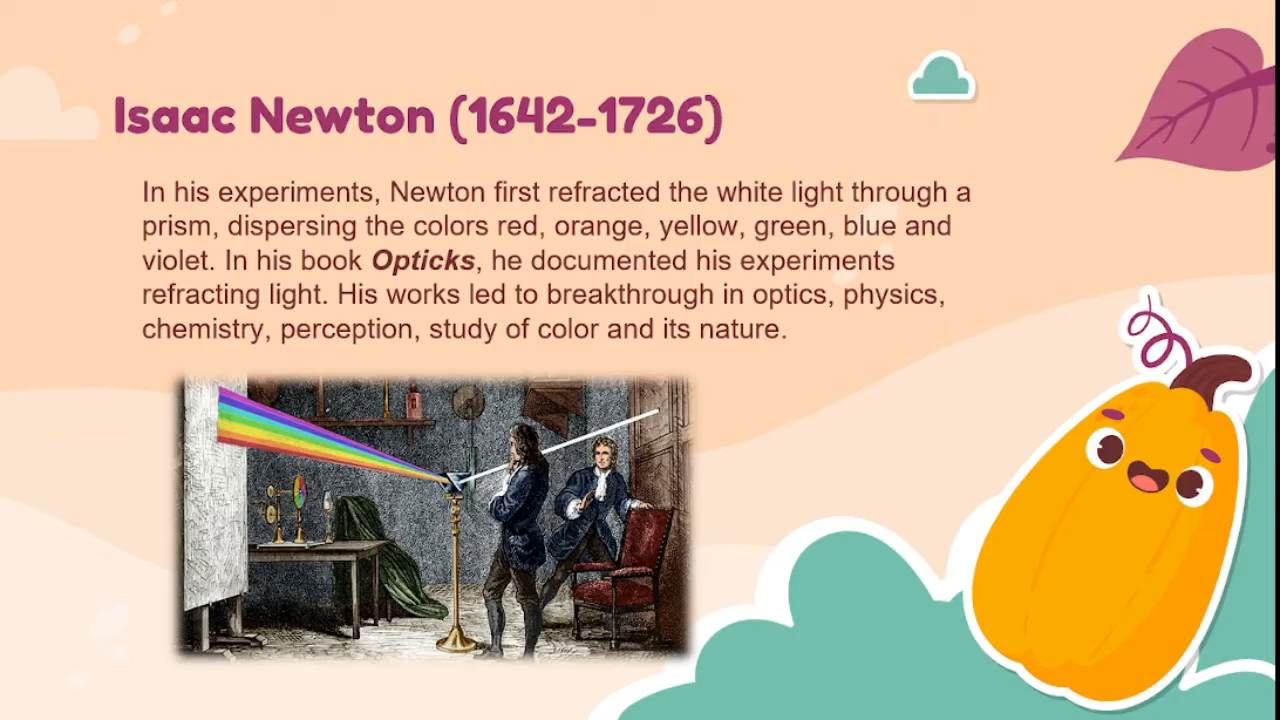 Isaac Newton (1642-1726)
In his experiments, Newton first refracted the white light through a
prism, dispersing the colors red, orange, yellow, green, blue and
violet. In his book Opticks, he documented his experiments
refracting light. His works led to breakthrough in optics, physics,
chemistry, perception, study of color and its nature.